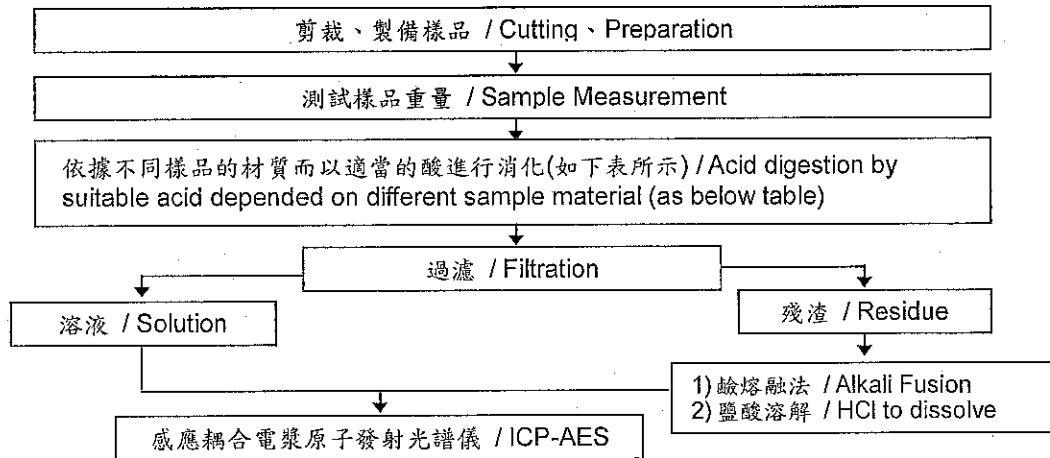 剪裁、製備樣品 / Cutting、Preparation
測試樣品重量 / Sample Measurement
依據不同樣品的材質而以適當的酸進行消化(如下表所示) / Acid digestion by
suitable acid depended on different sample material (as below table)
過濾 / Filtration
溶液 / Solution
殘渣 / Residue
1) 鹼熔融法 / Alkali Fusion
2) 鹽酸溶解 / HCl to dissolve
感應耦合電漿原子發射光譜儀 / ICP-AES